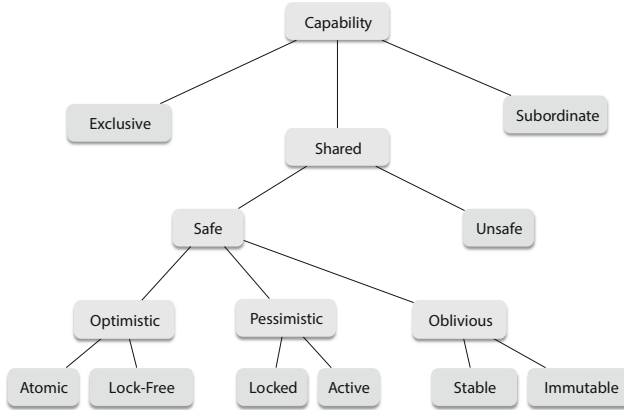 Capability
Exclusive
Subordinate
Shared
Safe
Unsafe
Optimistic
Pessimistic
Oblivious
Atomic
Lock-Free
Locked
Active
Stable
Immutable